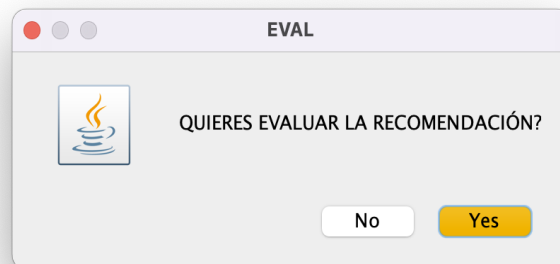 EVAL
QUIERES EVALUAR LA RECOMENDACIÓN?
No
Yes